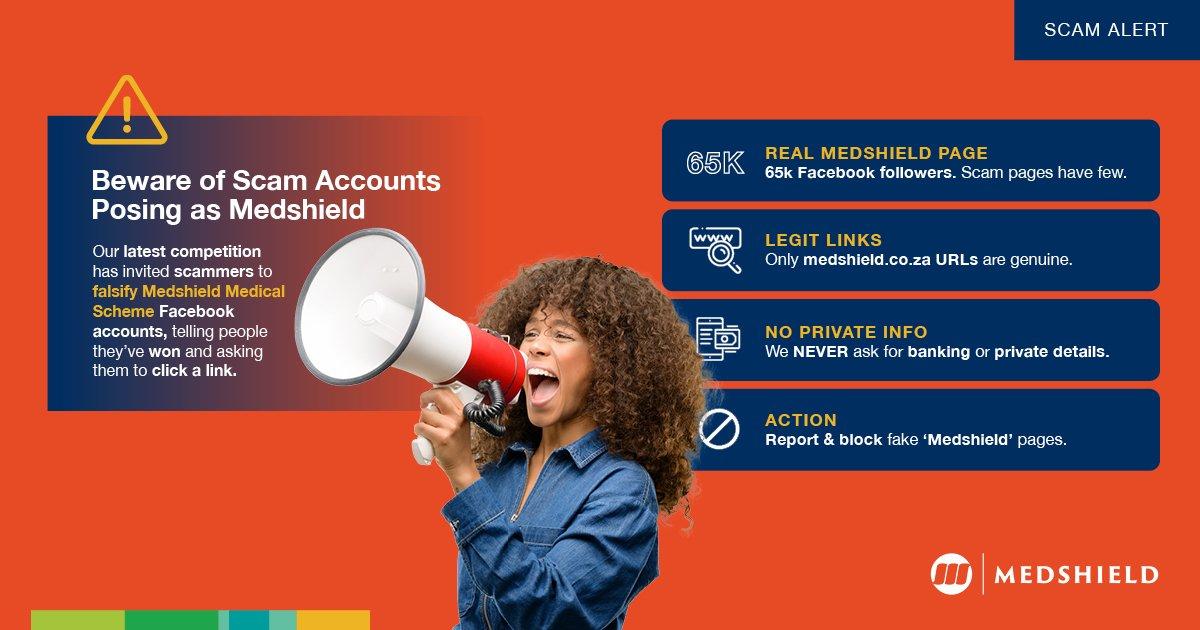 SCAM ALERT
Beware of Scam Accounts
Posing as Medshield
Our latest competition
has invited scammers to
falsify Medshield Medical
Scheme Facebook
accounts, telling people
they've won and asking
them to click a link.
65K
REAL MEDSHIELD PAGE
65k Facebook followers. Scam pages have few.
www
LEGIT LINKS
Only medshield.co.za URLs are genuine.
NO PRIVATE INFO
We NEVER ask for banking or private details.
ACTION
Report & block fake ‘Medshield’ pages.
MEDSHIELD